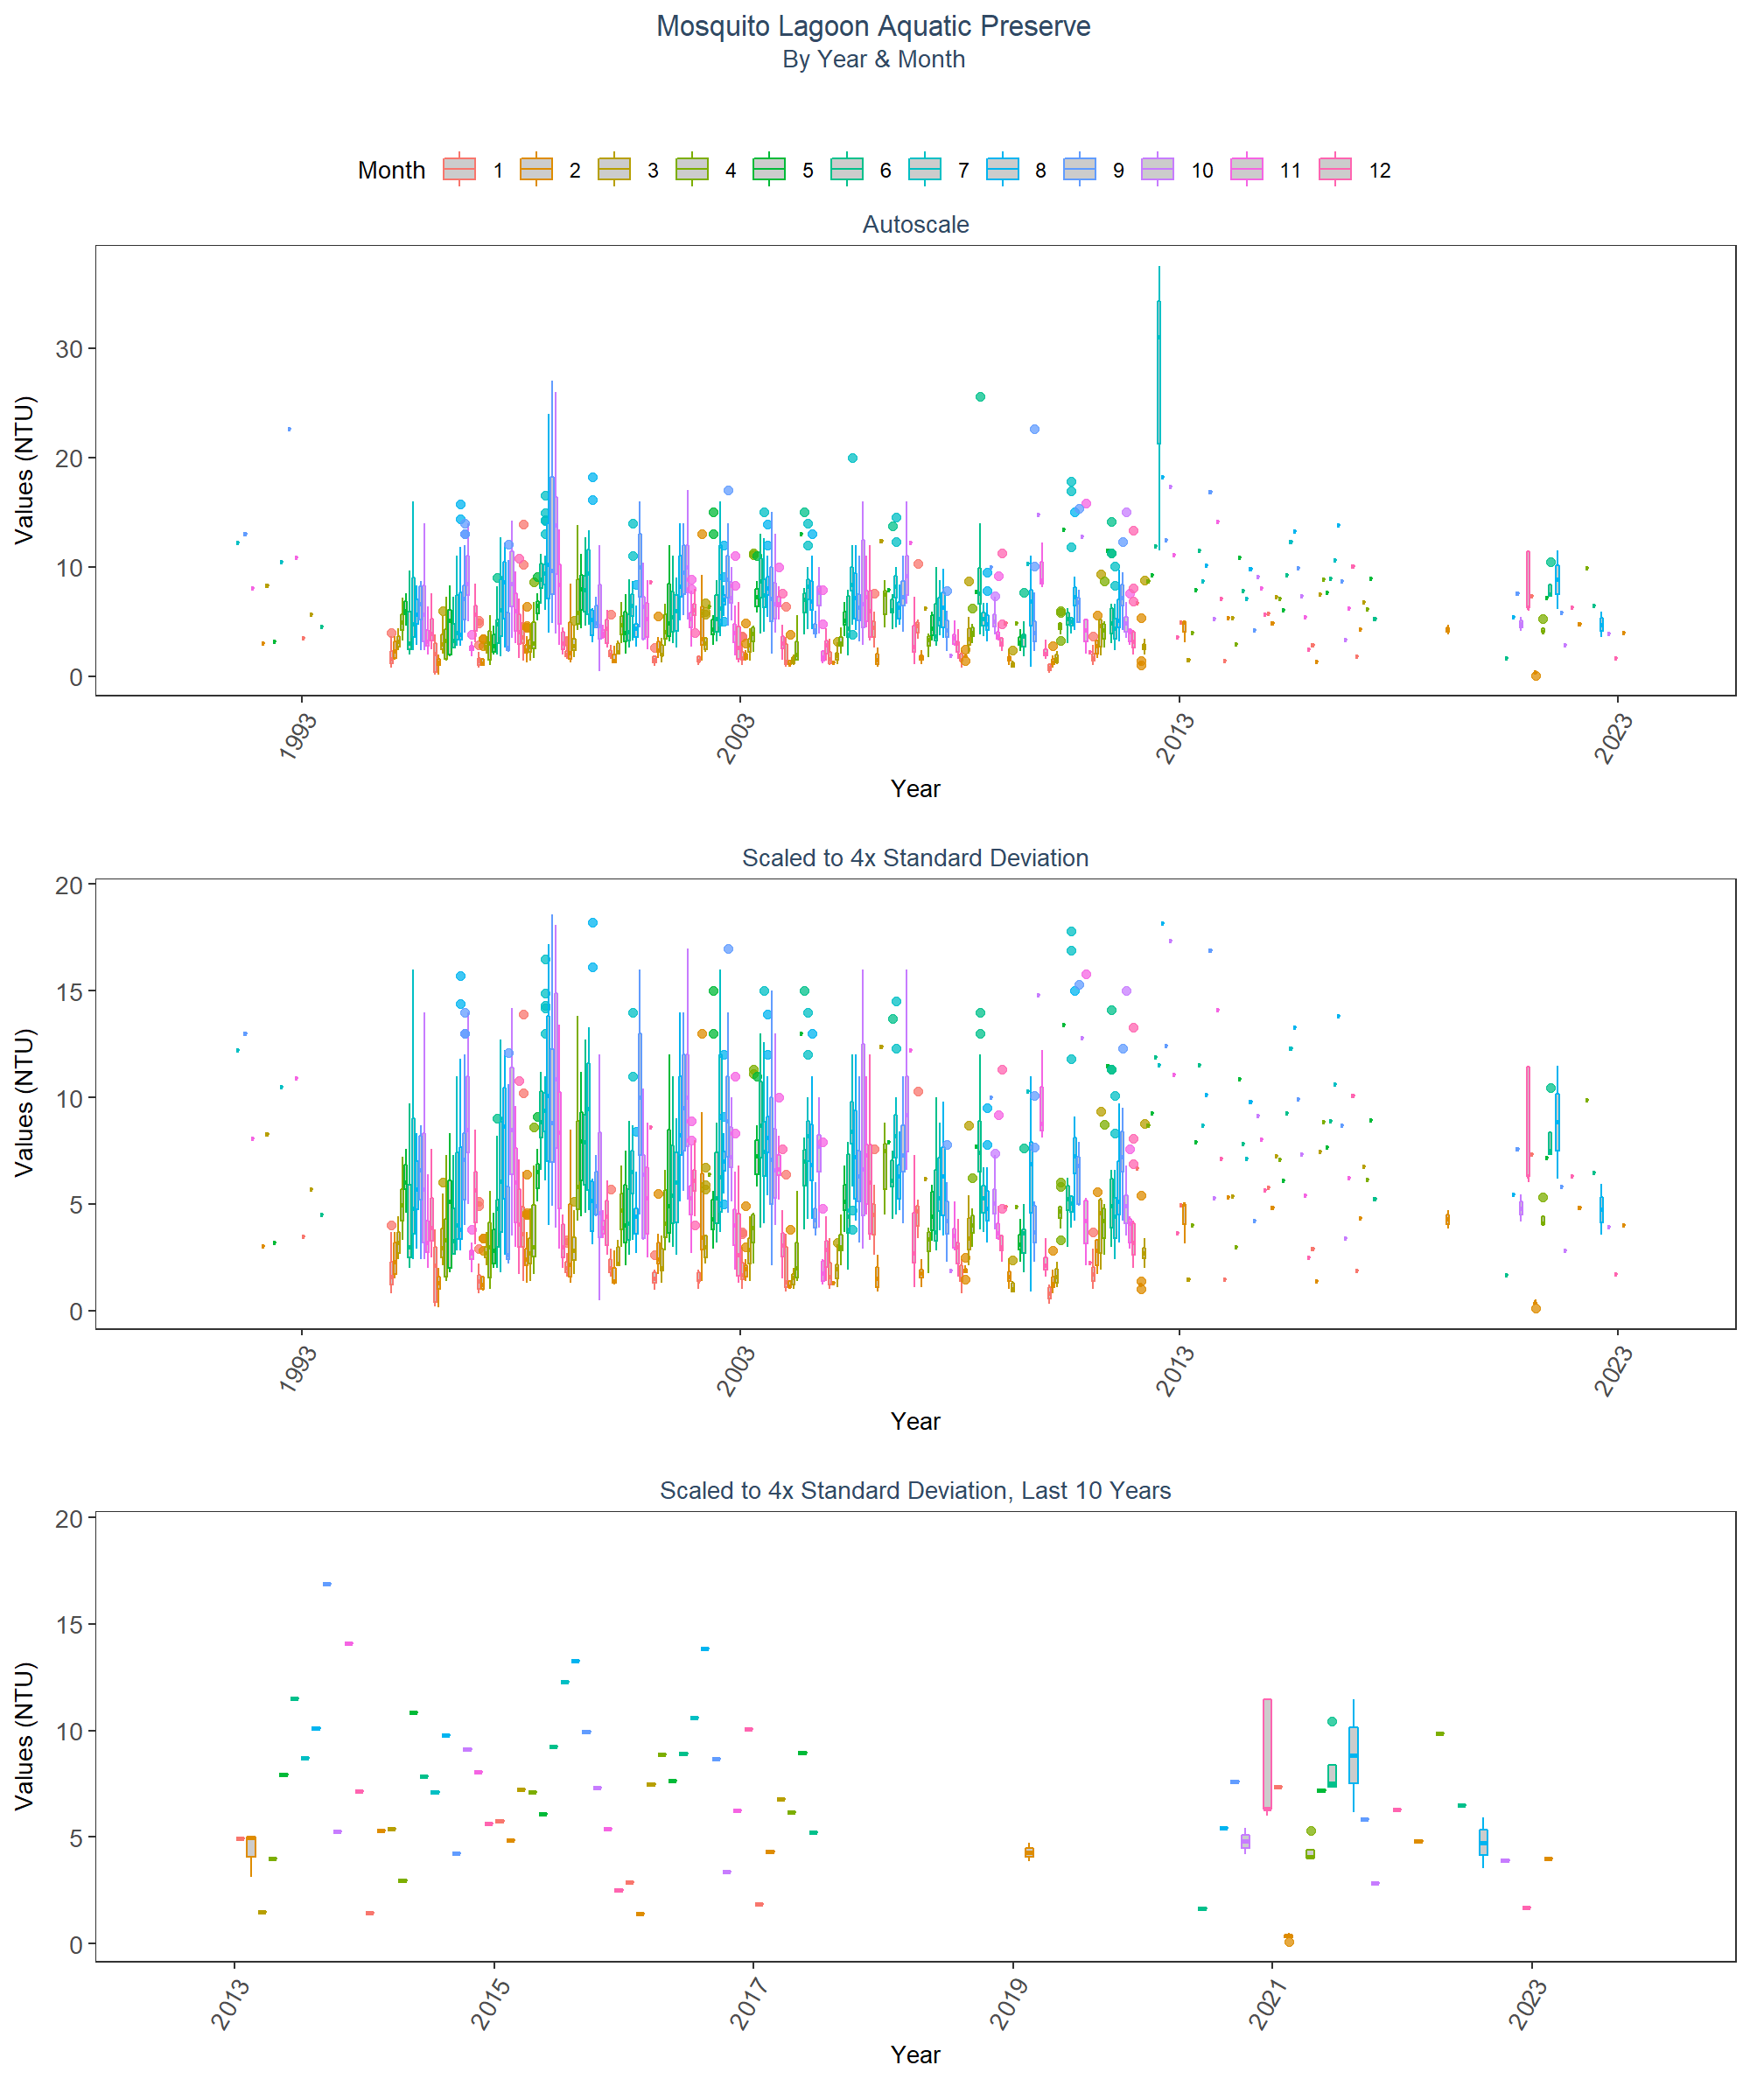 Mosquito Lagoon Aquatic Preserve
By Year & Month
Month 1 2 3 4 5 6 7 8 9 10 11 12
Autoscale
Values (NTU)
30
20
10
0
1993 2003 2013 2023
Year
Scaled to 4x Standard Deviation
Values (NTU)
20
15
10
5
0
1993 2003 2013 2023
Year
Scaled to 4x Standard Deviation, Last 10 Years
Values (NTU)
20
15
10
5
0
2013 2015 2017 2019 2021 2023
Year